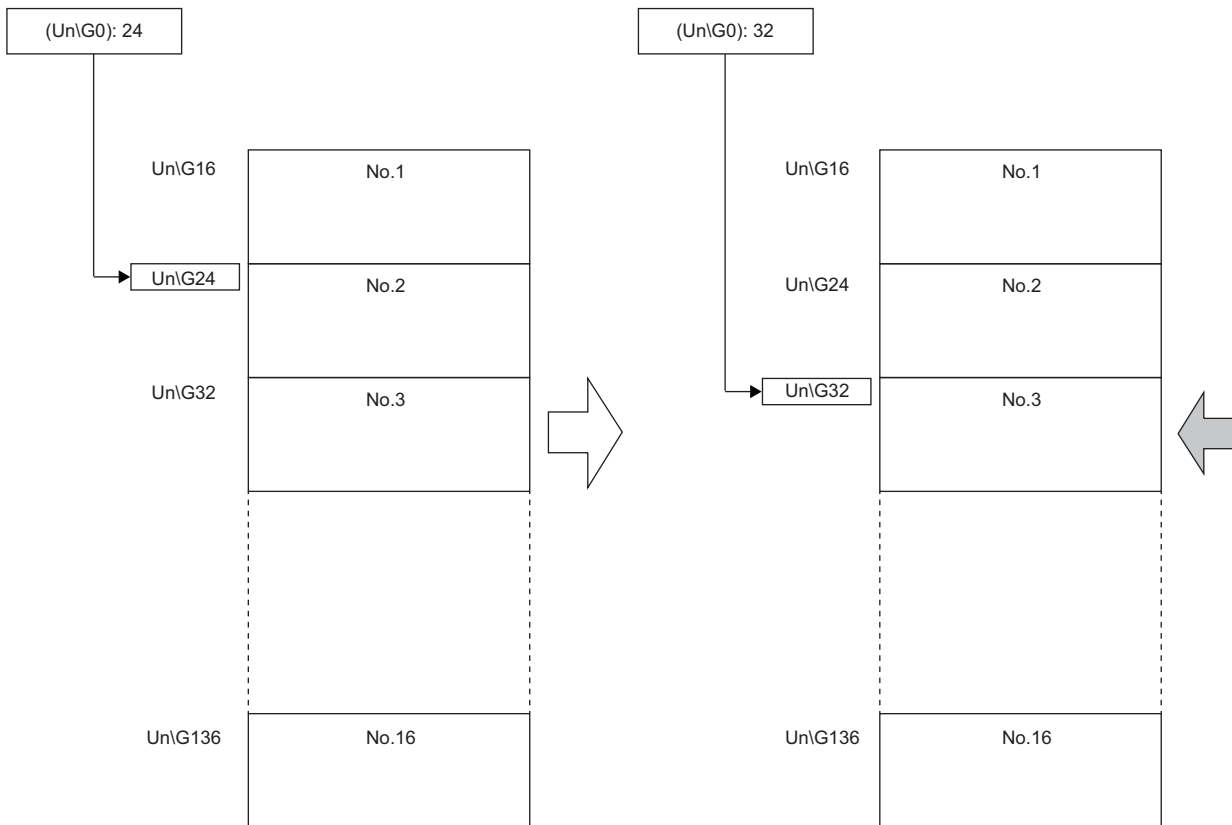 (Un\G0): 24
Un\G16
No.1
Un\G24
No.2
Un\G32
No.3
Un\G136
No.16
(Un\G0): 32
Un\G16
No.1
Un\G24
No.2
Un\G32
No.3
Un\G136
No.16